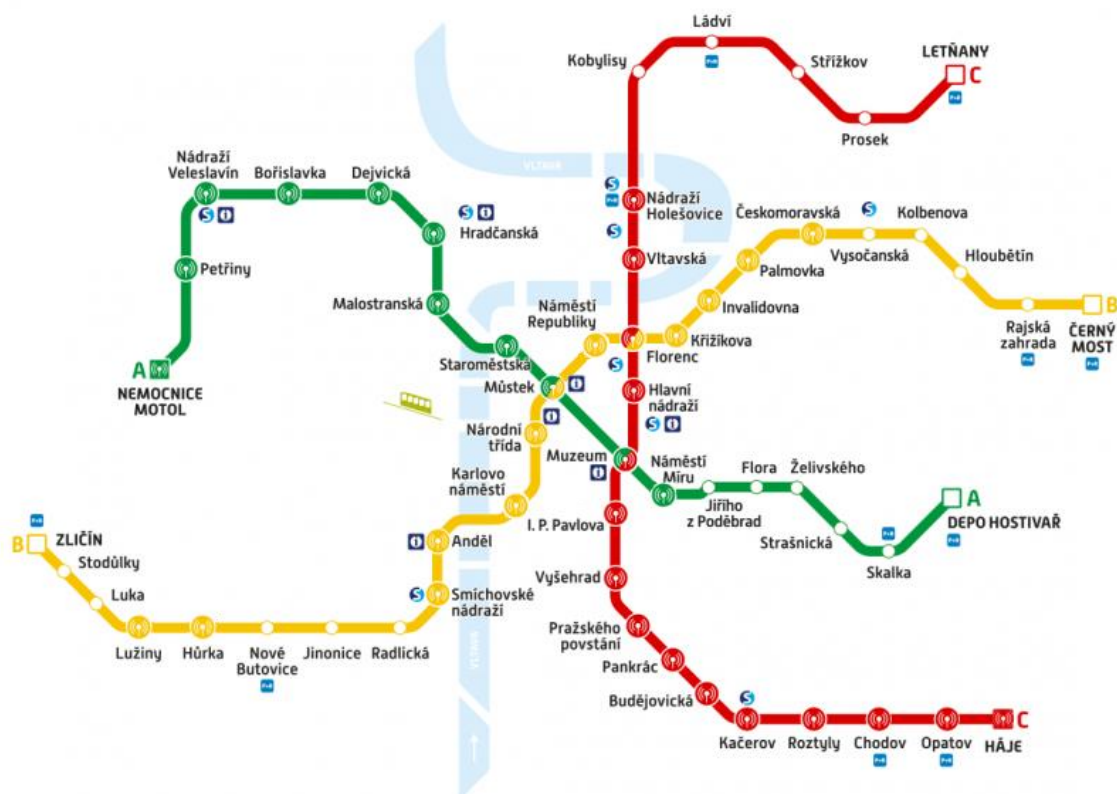 Ládví
Kobylisy
Střížkov
LETŇANY
C
P+R
P+R
Prosek
VLTAVA
Nádraží
Veleslavín
Bořislavka
Dejvická
S i
S i
Hradčanská
Petřiny
Malostranská
S
P+R
Nádraží
Holešovice
S
Vltavská
Českomoravská
S
Kolbenova
Vysočanská
Palmovka
Hloubětín
Invalidovna
Náměstí
Republiky
Křižíkova
Florenc
S
Rajská
zahrada
P+R
ČERNÝ
MOST
B
P+R
Staroměstská
Můstek
i
A
NEMOCNICE
MOTOL
Hlavní
nádraží
S i
i
Národní
třída
Muzeum
i
Náměstí
Míru
Flora
Želivského
Jiřího
z Poděbrad
Strašnická
P+R
Skalka
A
DEPO HOSTIVAŘ
P+R
Karlovo
náměstí
I. P. Pavlova
P+R
B
ZLIČÍN
Stodůlky
Luka
Lužiny
Hůrka
Nové
Butovice
P+R
Jinonice
Radlická
i
Anděl
S
Smíchovské
nádraží
VLTAVA
Vyšehrad
Pražského
povstání
Pankrác
Budějovická
S
Kačerov
Roztyly
Chodov
P+R
Opatov
P+R
HÁJE
C